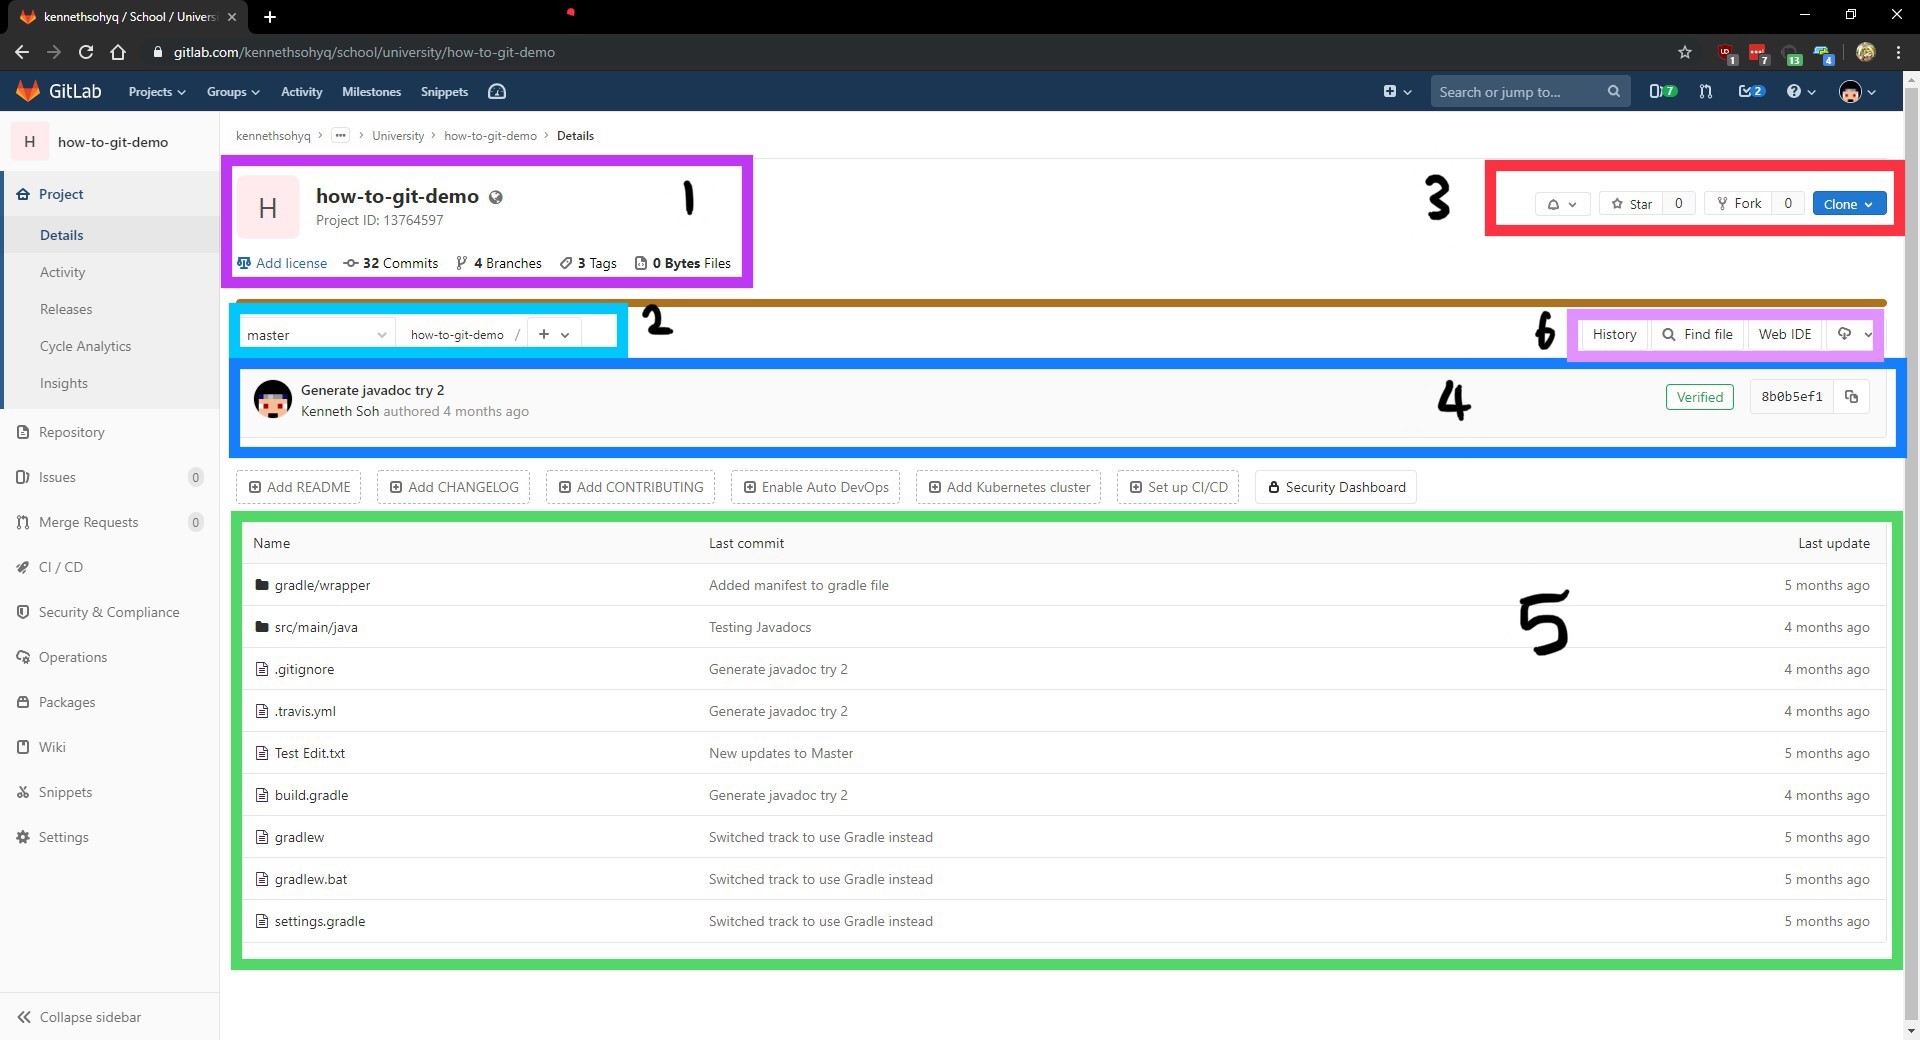 kennethsohyq / School / Univers
gitlab.com/kennethsohyq/school/university/how-to-git-demo
1 7 13 4
GitLab Projects Groups Activity Milestones Snippets Search or jump to... 7 2
H how-to-git-demo
kennethsohyq > ... > University > how-to-git-demo > Details
Project
Details
Activity
Releases
Cycle Analytics
Insights
Repository
Issues 0
Merge Requests 0
CI / CD
Security & Compliance
Operations
Packages
Wiki
Snippets
Settings
Collapse sidebar
H how-to-git-demo
Project ID: 13764597
1
Add license 32 Commits 4 Branches 3 Tags 0 Bytes Files
3
Star 0 Fork 0 Clone
master how-to-git-demo / +
2
6
History Find file Web IDE
Generate javadoc try 2
Kenneth Soh authored 4 months ago
4
Verified 8b0b5ef1
Add README Add CHANGELOG Add CONTRIBUTING Enable Auto DevOps Add Kubernetes cluster Set up CI/CD Security Dashboard
Name Last commit Last update
gradle/wrapper Added manifest to gradle file 5 months ago
5
src/main/java Testing Javadocs 4 months ago
.gitignore Generate javadoc try 2 4 months ago
.travis.yml Generate javadoc try 2 4 months ago
Test Edit.txt New updates to Master 5 months ago
build.gradle Generate javadoc try 2 4 months ago
gradlew Switched track to use Gradle instead 5 months ago
gradlew.bat Switched track to use Gradle instead 5 months ago
settings.gradle Switched track to use Gradle instead 5 months ago